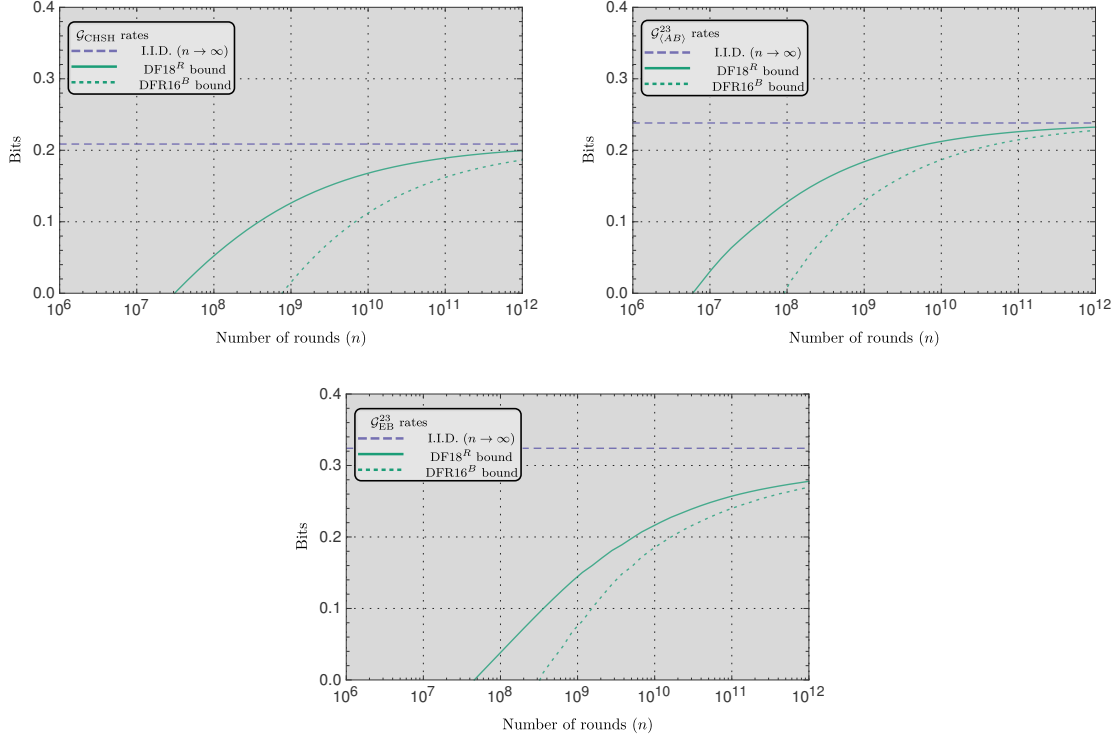 0.4
0.3
0.2
0.1
0.0
Bits
𝒢_CHSH rates
I.I.D. (n → ∞)
DF18^R bound
DFR16^B bound
10^6 10^7 10^8 10^9 10^10 10^11 10^12
Number of rounds (n)
0.4
0.3
0.2
0.1
0.0
Bits
𝒢^23_⟨AB⟩ rates
I.I.D. (n → ∞)
DF18^R bound
DFR16^B bound
10^6 10^7 10^8 10^9 10^10 10^11 10^12
Number of rounds (n)
0.4
0.3
0.2
0.1
0.0
Bits
𝒢^23_EB rates
I.I.D. (n → ∞)
DF18^R bound
DFR16^B bound
10^6 10^7 10^8 10^9 10^10 10^11 10^12
Number of rounds (n)